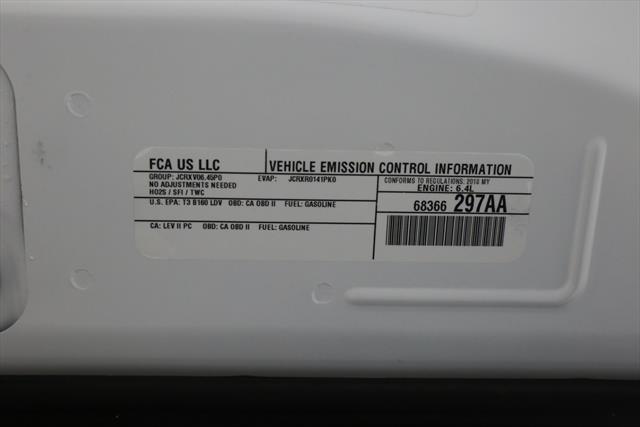 FCA US LLC
VEHICLE EMISSION CONTROL INFORMATION
GROUP: JCRXV06.45P0 EVAP: JCRXR0141PK0
NO ADJUSTMENTS NEEDED
HO2S / SFI / TWC
CONFORMS TO REGULATIONS: 2018 MY
ENGINE: 6.4L
U.S. EPA: T3 B160 LDV OBD: CA OBD II FUEL: GASOLINE
68366 297AA
CA: LEV II PC OBD: CA OBD II FUEL: GASOLINE